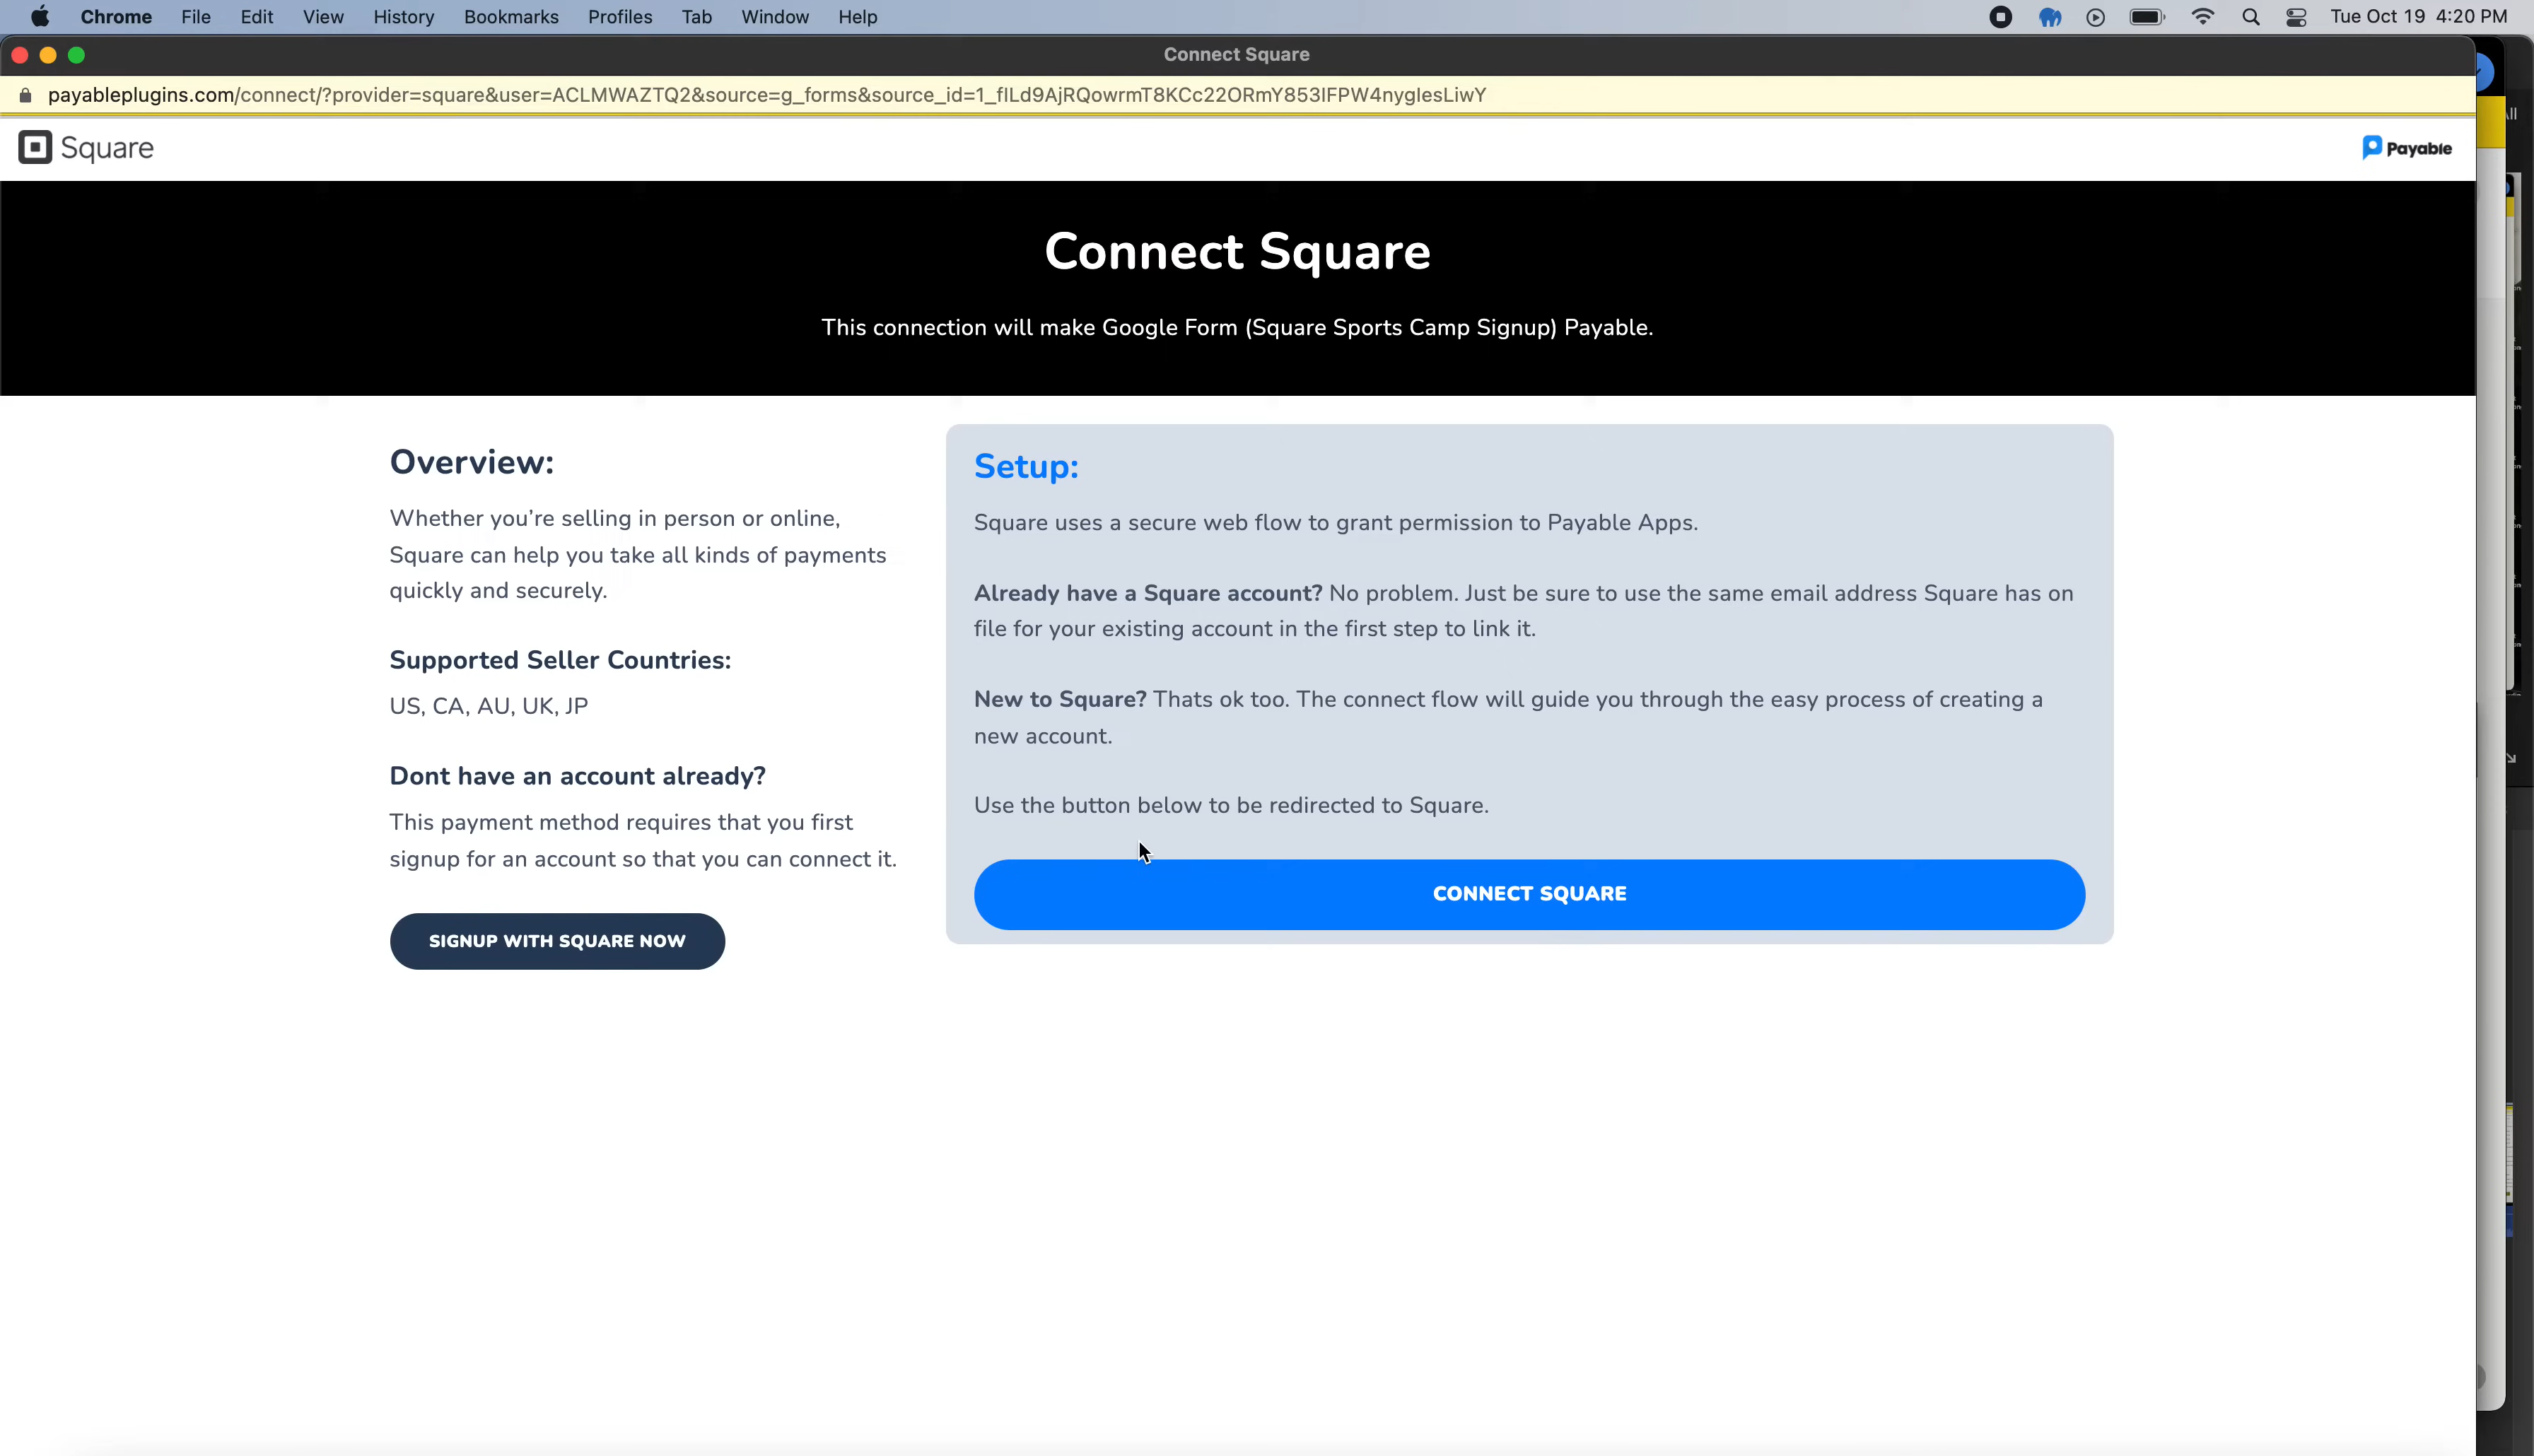 Chrome File Edit View History Bookmarks Profiles Tab Window Help Tue Oct 19 4:20 PM
Connect Square
payableplugins.com/connect/?provider=square&user=ACLMWAZTQ2&source=g_forms&source_id=1_fILd9AjRQowrmT8KCc22ORmY853IFPW4nyglesLiwY
Square
Payable
Connect Square
This connection will make Google Form (Square Sports Camp Signup) Payable.
Overview:
Whether you're selling in person or online,
Square can help you take all kinds of payments
quickly and securely.
Supported Seller Countries:
US, CA, AU, UK, JP
Dont have an account already?
This payment method requires that you first
signup for an account so that you can connect it.
SIGNUP WITH SQUARE NOW
Setup:
Square uses a secure web flow to grant permission to Payable Apps.
Already have a Square account? No problem. Just be sure to use the same email address Square has on
file for your existing account in the first step to link it.
New to Square? Thats ok too. The connect flow will guide you through the easy process of creating a
new account.
Use the button below to be redirected to Square.
CONNECT SQUARE